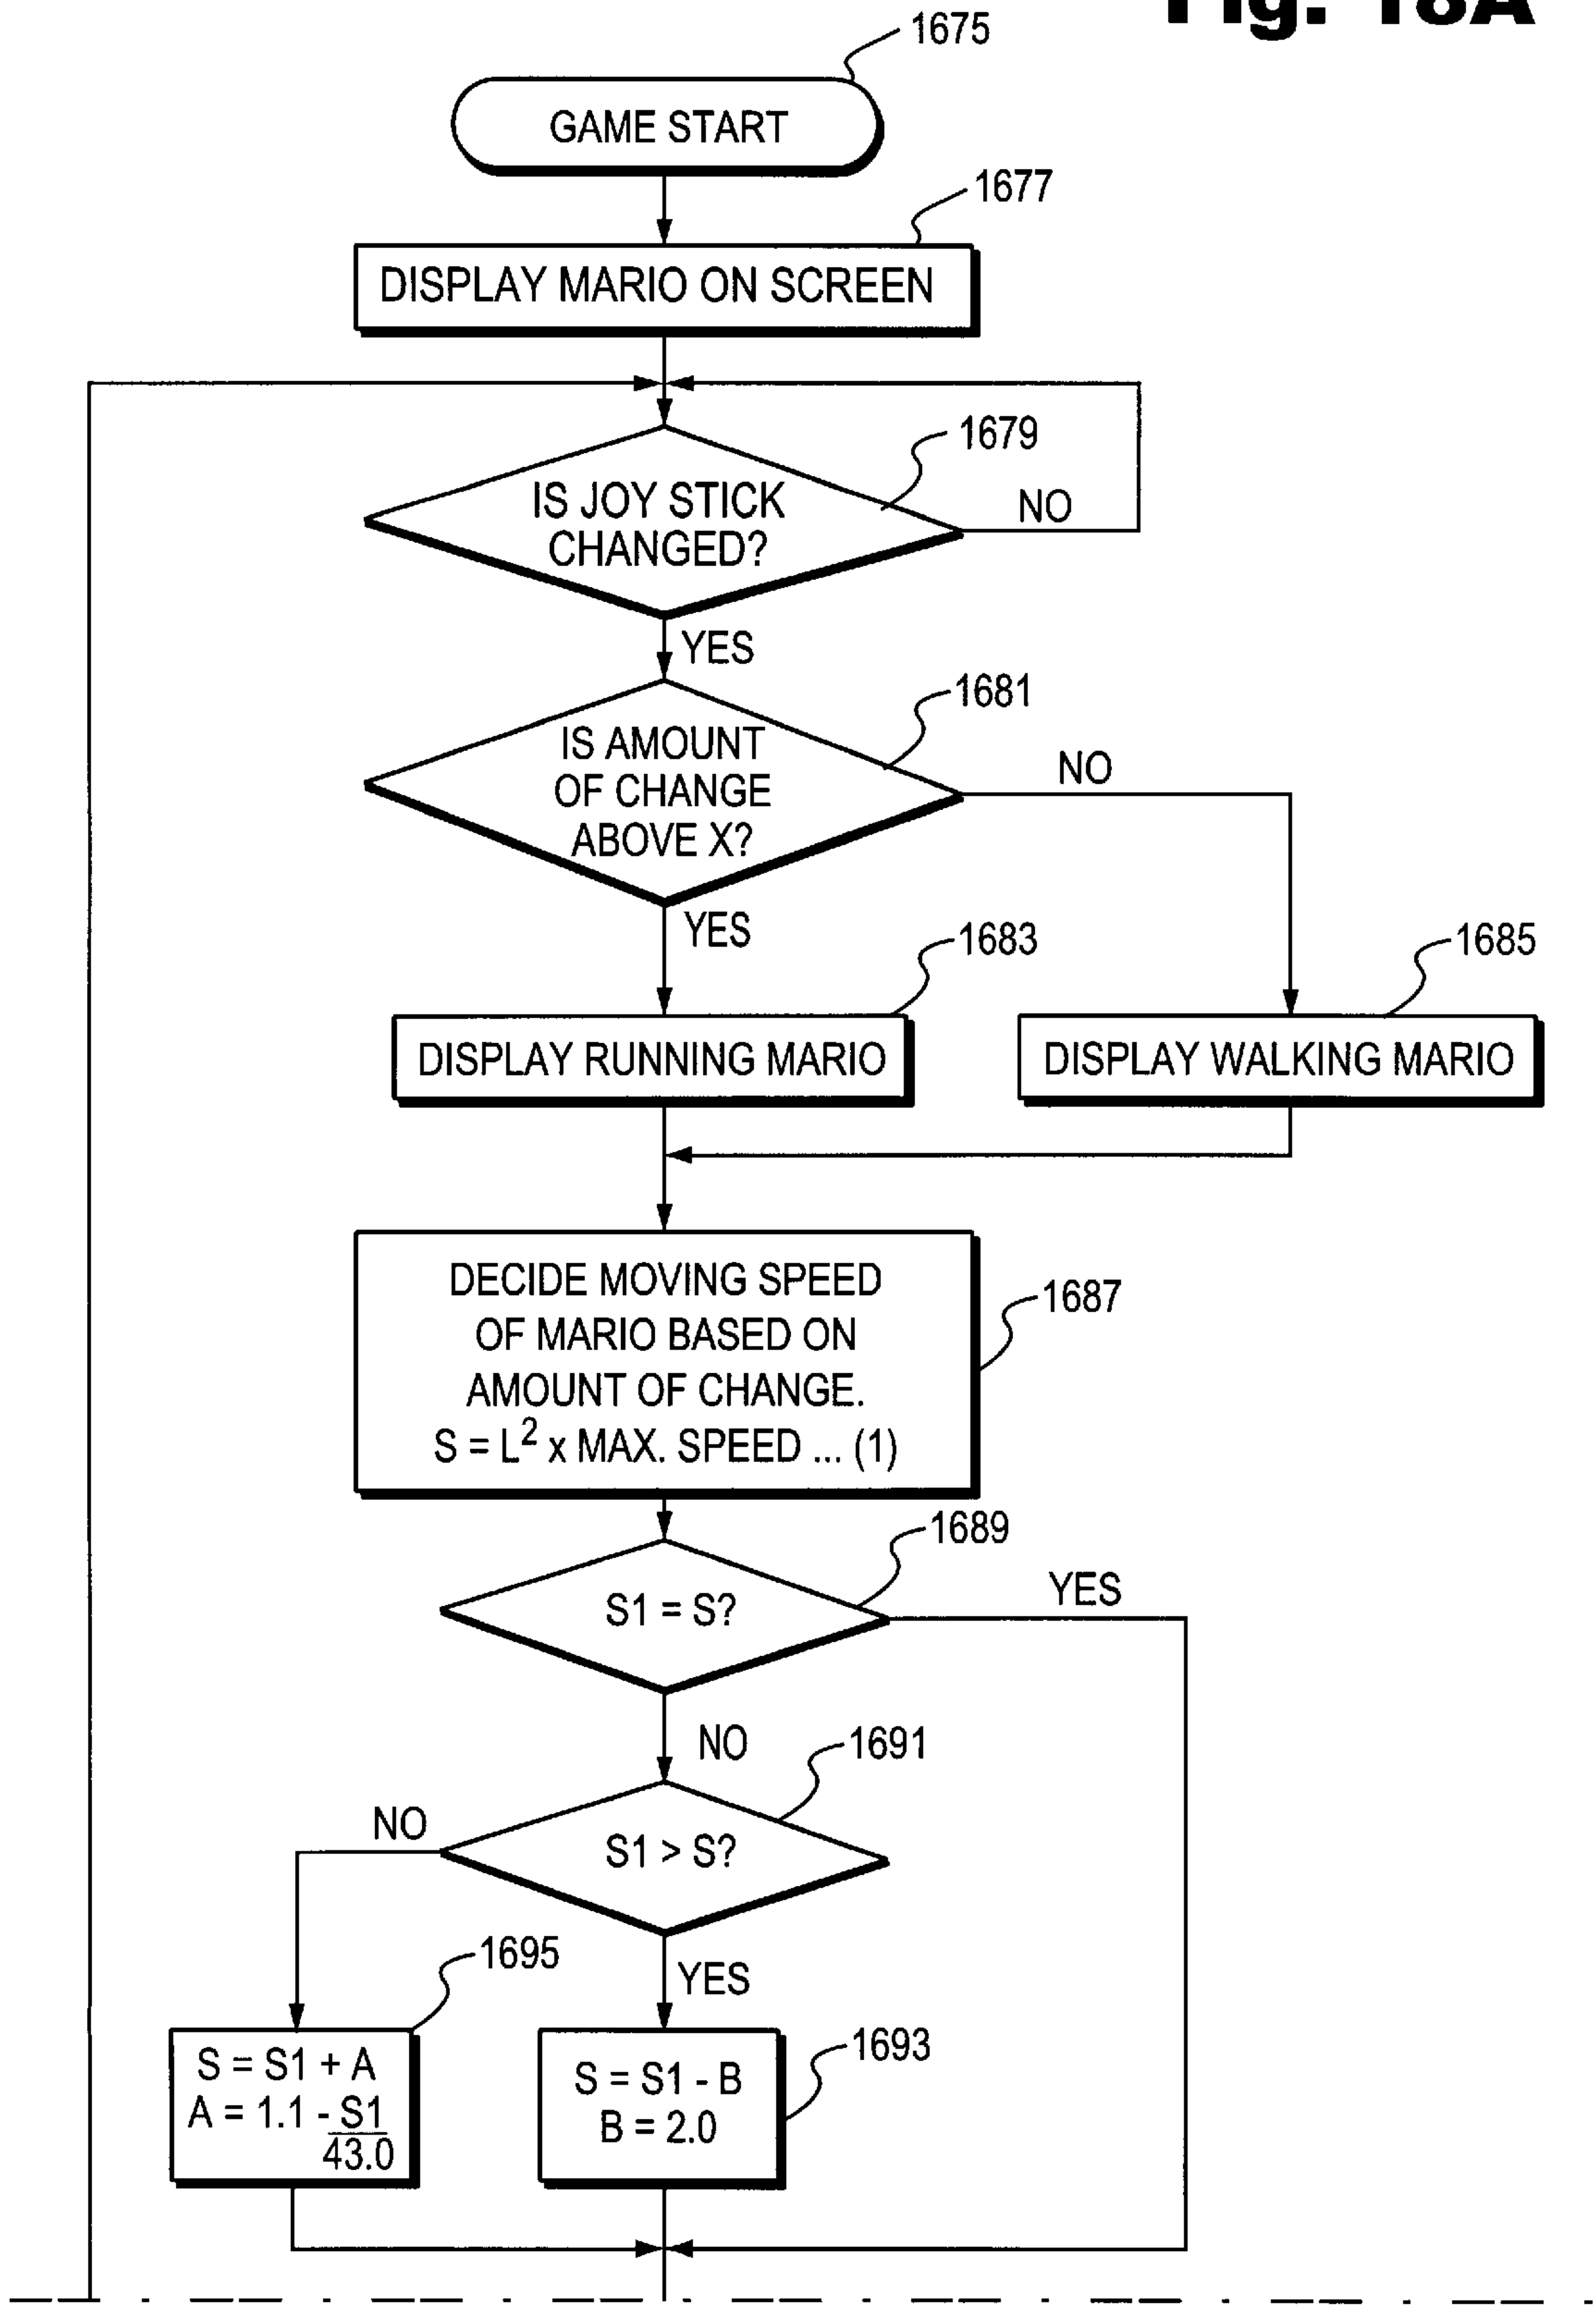 Fig. 18A
1675
GAME START
1677
DISPLAY MARIO ON SCREEN
1679
IS JOY STICK
CHANGED?
NO
YES
1681
IS AMOUNT
OF CHANGE
ABOVE X?
NO
YES
1683
1685
DISPLAY RUNNING MARIO
DISPLAY WALKING MARIO
DECIDE MOVING SPEED
OF MARIO BASED ON
AMOUNT OF CHANGE.
S = L² x MAX. SPEED ... (1)
1687
1689
S1 = S?
YES
NO
1691
NO
S1 > S?
1695
YES
S = S1 + A
A = 1.1 - S1
43.0
1693
S = S1 - B
B = 2.0